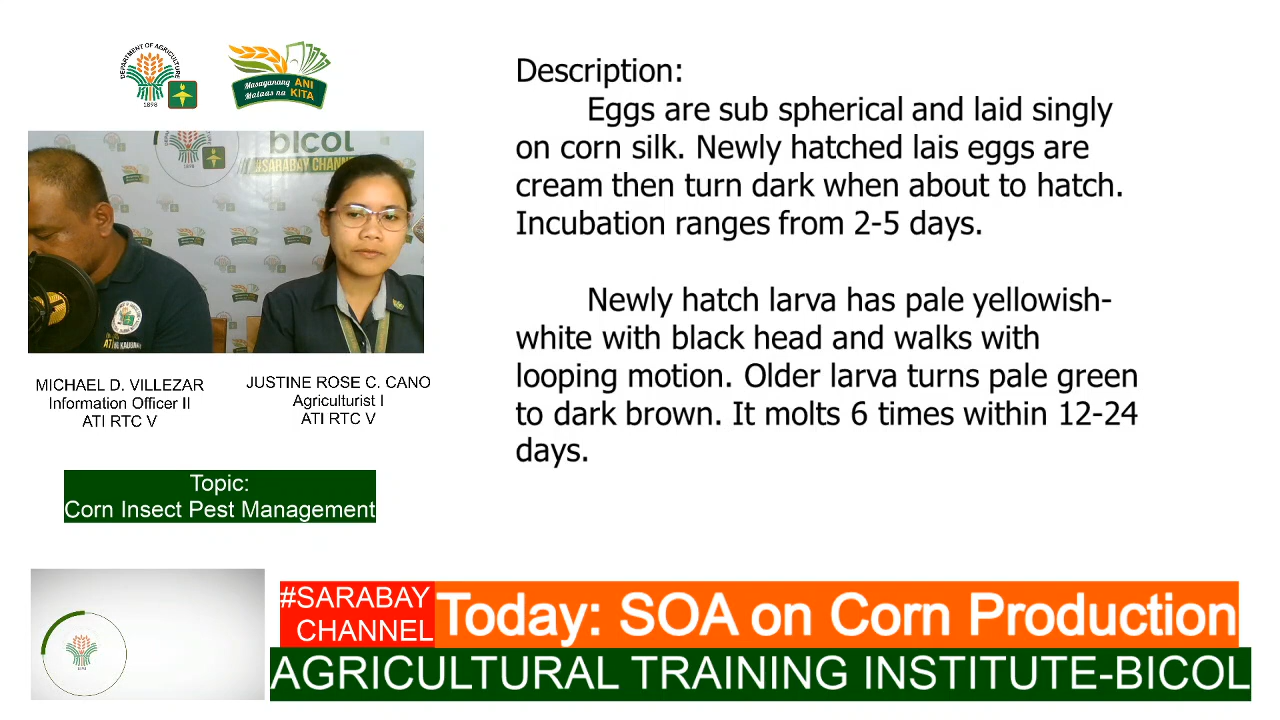 DEPARTMENT OF AGRICULTURE
1898
Masaganang ANI
Mataas na KITA
Description:
Eggs are sub spherical and laid singly
on corn silk. Newly hatched lais eggs are
cream then turn dark when about to hatch.
Incubation ranges from 2-5 days.
Newly hatch larva has pale yellowish-
white with black head and walks with
looping motion. Older larva turns pale green
to dark brown. It molts 6 times within 12-24
days.
bicol
#SARABAY CHANNEL
MICHAEL D. VILLEZAR
Information Officer II
ATI RTC V
JUSTINE ROSE C. CANO
Agriculturist I
ATI RTC V
Topic:
Corn Insect Pest Management
#SARABAY
CHANNEL
Today: SOA on Corn Production
AGRICULTURAL TRAINING INSTITUTE-BICOL